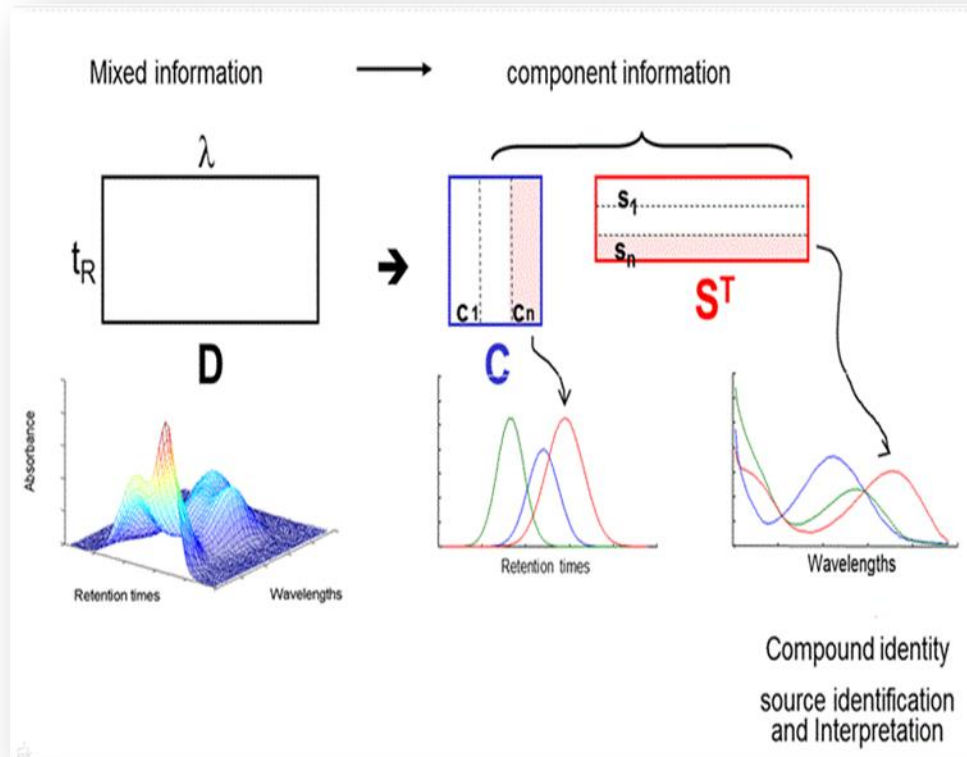 Mixed information
component information
λ
tR
D
C1
Cn
C
s1
sn
ST
Absorbance
Retention times
Wavelengths
Retention times
Wavelengths
Compound identity
source identification
and Interpretation